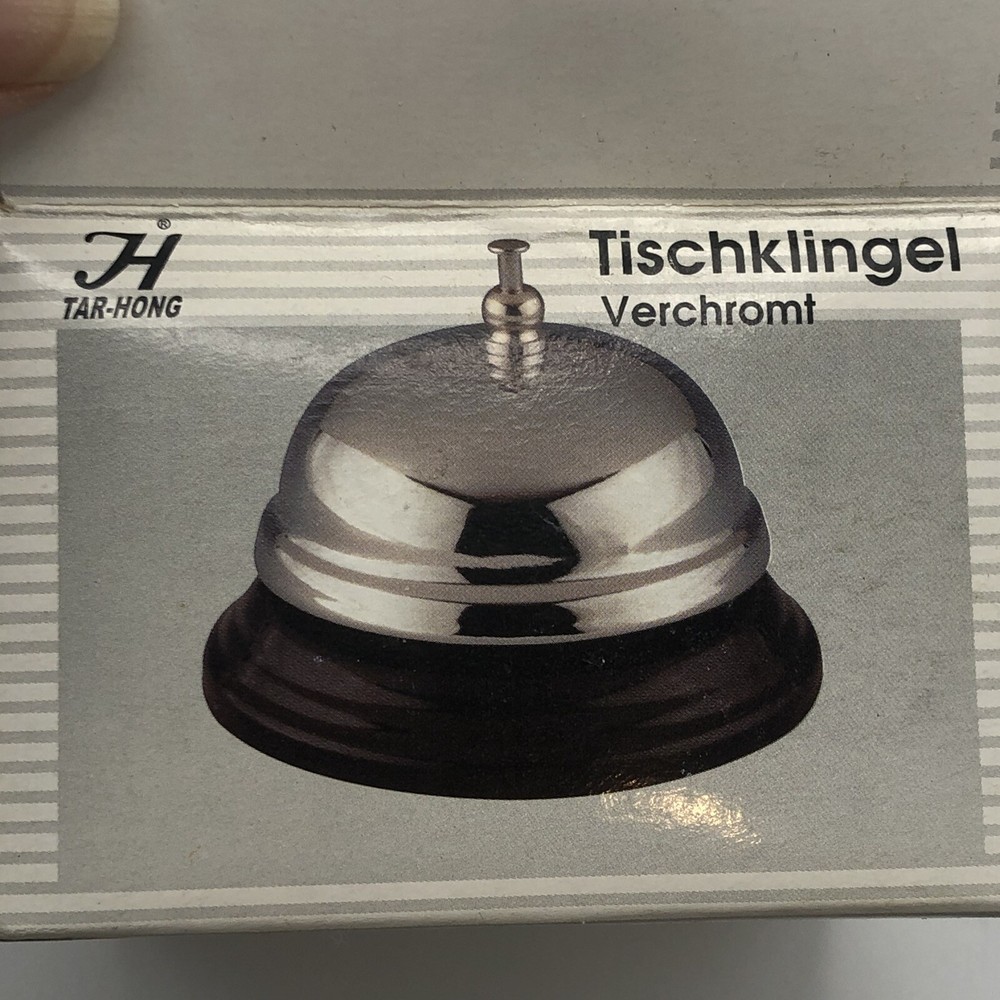 JH®
TAR-HONG
Tischklingel
Verchromt